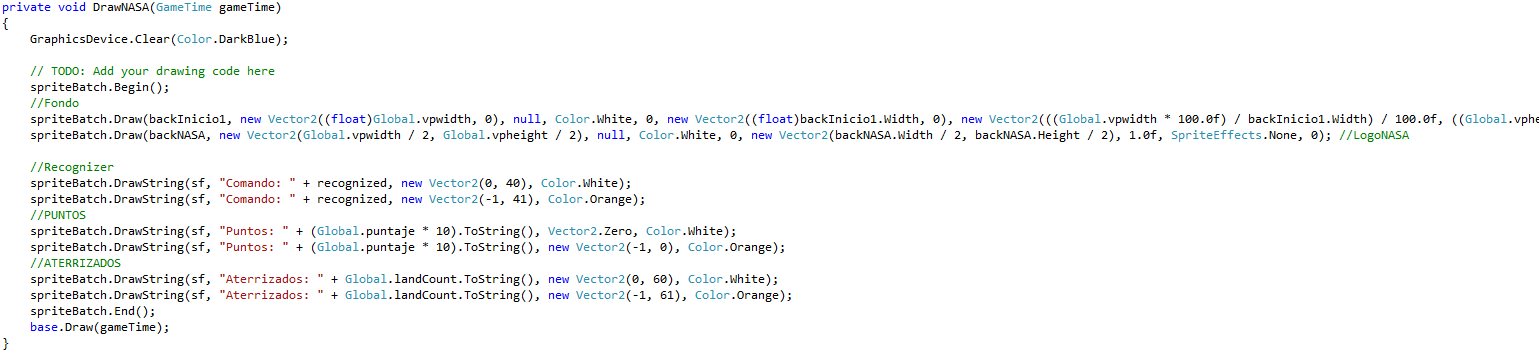 private void DrawNASA(GameTime gameTime)
{
GraphicsDevice.Clear(Color.DarkBlue);
// TODO: Add your drawing code here
spriteBatch.Begin();
//Fondo
spriteBatch.Draw(backInicio1, new Vector2((float)Global.vpwidth, 0), null, Color.White, 0, new Vector2((float)backInicio1.Width, 0), new Vector2(((Global.vpwidth * 100.0f) / backInicio1.Width) / 100.0f, ((Global.vphe
spriteBatch.Draw(backNASA, new Vector2(Global.vpwidth / 2, Global.vpheight / 2), null, Color.White, 0, new Vector2(backNASA.Width / 2, backNASA.Height / 2), 1.0f, SpriteEffects.None, 0); //LogoNASA
//Recognizer
spriteBatch.DrawString(sf, "Comando: " + recognized, new Vector2(0, 40), Color.White);
spriteBatch.DrawString(sf, "Comando: " + recognized, new Vector2(-1, 41), Color.Orange);
//PUNTOS
spriteBatch.DrawString(sf, "Puntos: " + (Global.puntaje * 10).ToString(), Vector2.Zero, Color.White);
spriteBatch.DrawString(sf, "Puntos: " + (Global.puntaje * 10).ToString(), new Vector2(-1, 0), Color.Orange);
//ATERRIZADOS
spriteBatch.DrawString(sf, "Aterrizados: " + Global.landCount.ToString(), new Vector2(0, 60), Color.White);
spriteBatch.DrawString(sf, "Aterrizados: " + Global.landCount.ToString(), new Vector2(-1, 61), Color.Orange);
spriteBatch.End();
base.Draw(gameTime);
}